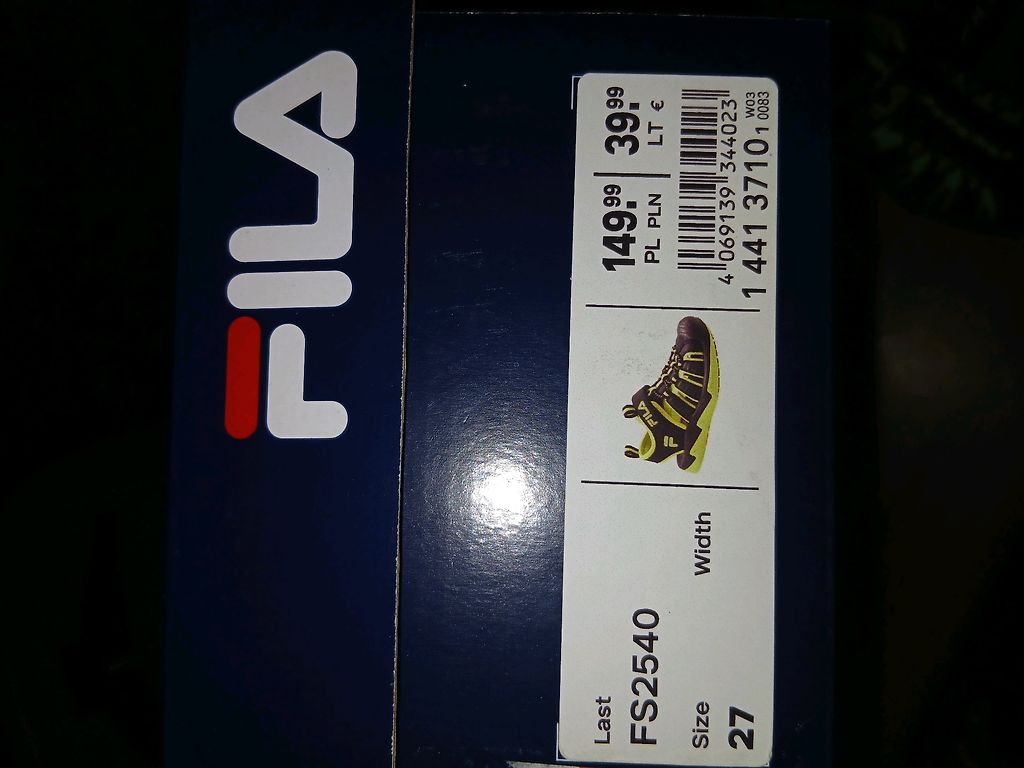 FILA
Last
FS2540
Size
Width
27
FILA
149.99
PL PLN
39.99
LT €
4 069139 344023
1 441 3710 1
W03
0083